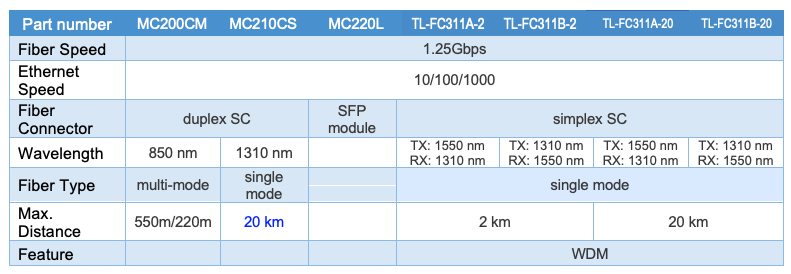 Part number MC200CM MC210CS MC220L TL-FC311A-2 TL-FC311B-2 TL-FC311A-20 TL-FC311B-20
Fiber Speed 1.25Gbps
Ethernet
Speed 10/100/1000
Fiber
Connector duplex SC SFP
module simplex SC
Wavelength 850 nm 1310 nm TX: 1550 nm TX: 1310 nm TX: 1550 nm TX: 1310 nm
RX: 1310 nm RX: 1550 nm RX: 1310 nm RX: 1550 nm
Fiber Type multi-mode single
mode single mode
Max.
Distance 550m/220m 20 km 2 km 20 km
Feature WDM